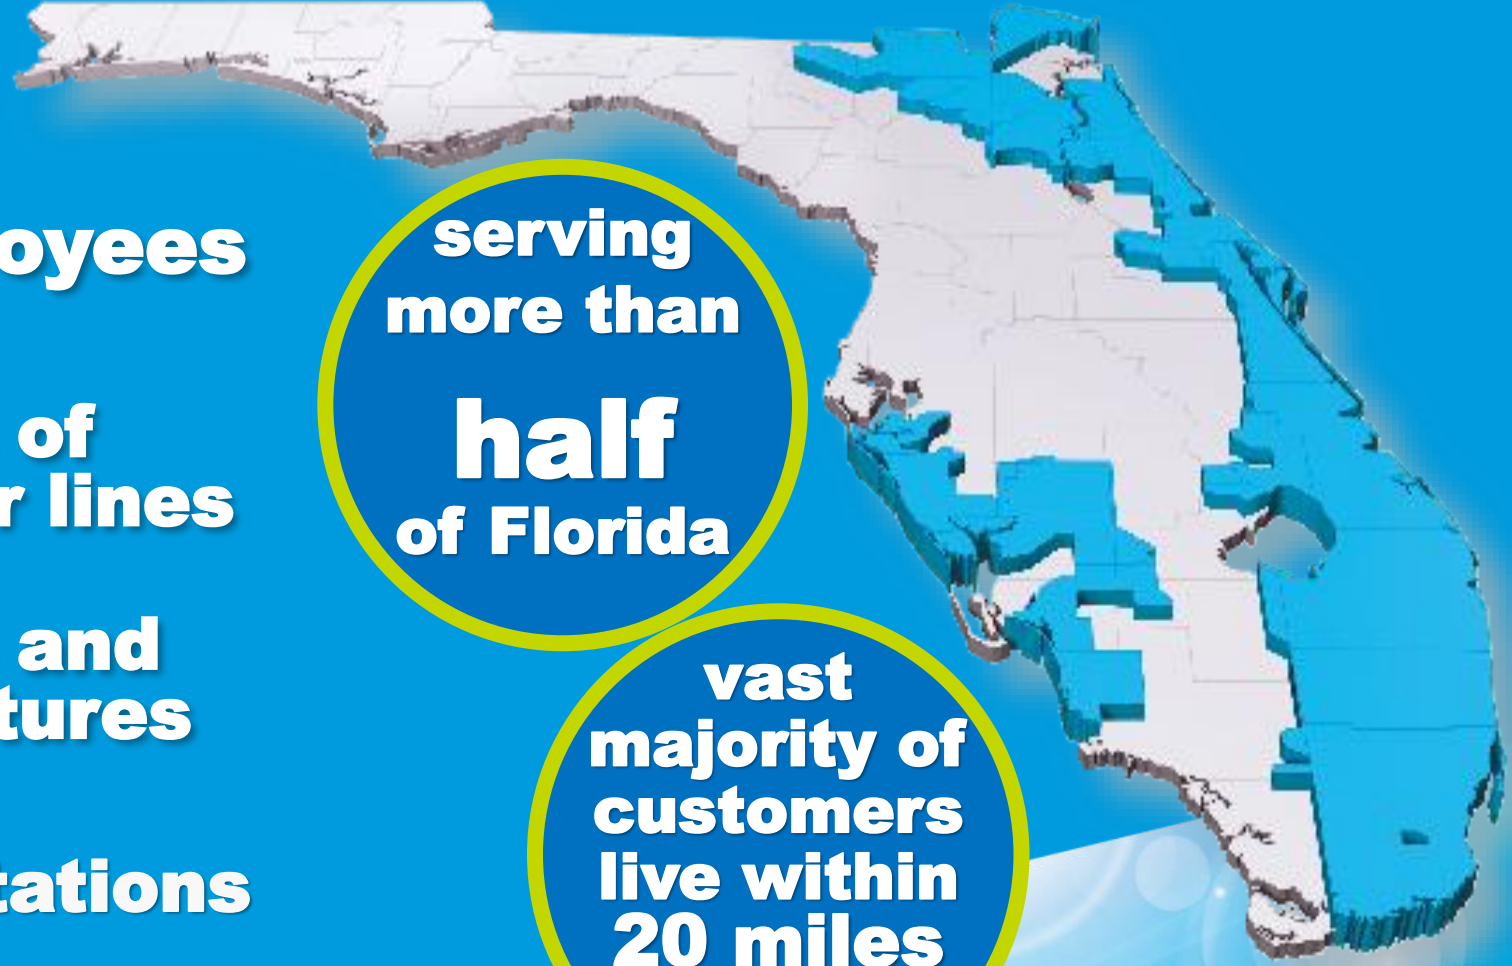 oyees
of
r lines
and
tures
tations
serving
more than
half
of Florida
vast
majority of
customers
live within
20 miles